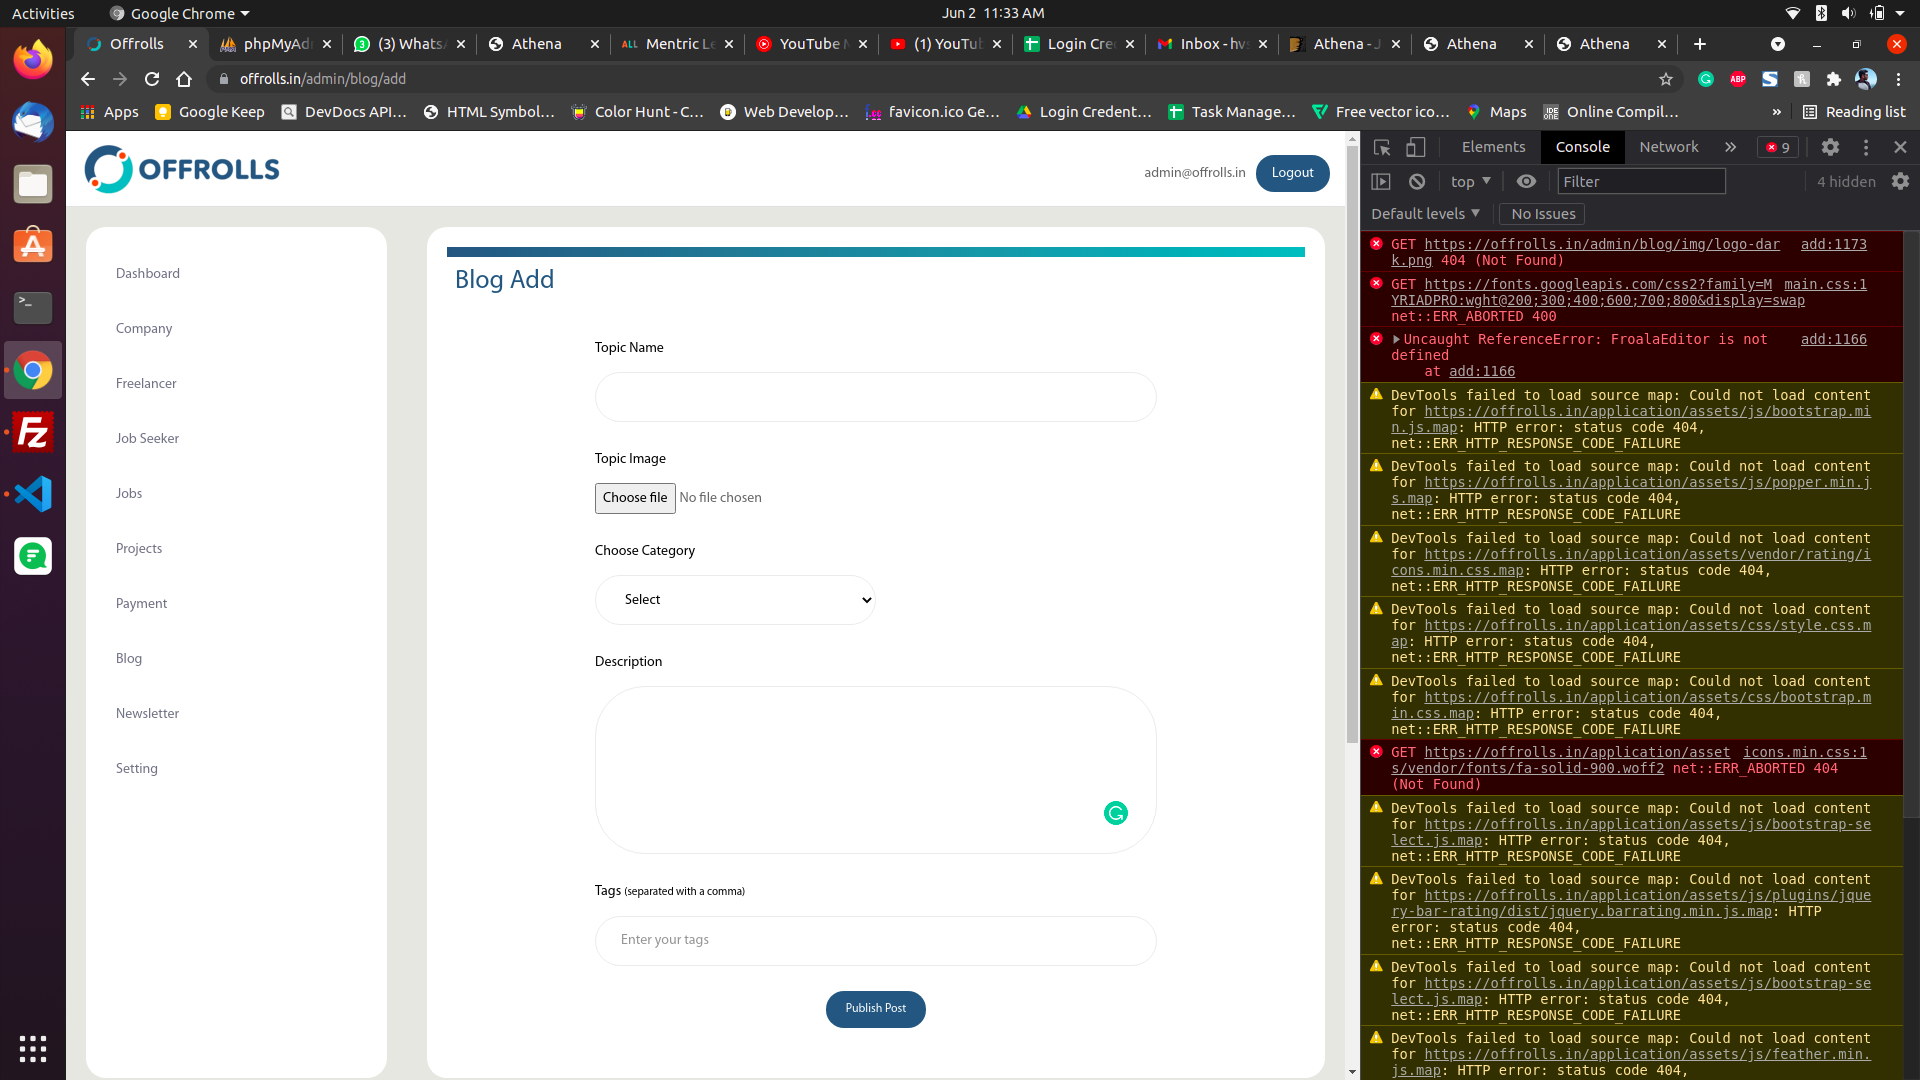 Activities
Google Chrome
Jun 2 11:33 AM
Offrolls
phpMyAdr
(3) Whats
Athena
ALL Mentric Le
YouTube M
(1) YouTu
Login Cre
Inbox - hv
Athena - J
Athena
Athena
offrolls.in/admin/blog/add
ABP
Apps
Google Keep
DevDocs API...
HTML Symbol...
Color Hunt - C...
Web Develop...
favicon.ico Ge...
Login Credent...
Task Manage...
Free vector ico...
Maps
Online Compil...
»
Reading list
OFFROLLS
admin@offrolls.in
Logout
Dashboard
Company
Freelancer
Job Seeker
Jobs
Projects
Payment
Blog
Newsletter
Setting
Blog Add
Topic Name
Topic Image
Choose file No file chosen
Choose Category
Select
Description
Tags (separated with a comma)
Enter your tags
Publish Post
Elements
Console
Network
»
9
top
Filter
4 hidden
Default levels
No Issues
GET https://offrolls.in/admin/blog/img/logo-dar add:1173
k.png 404 (Not Found)
GET https://fonts.googleapis.com/css2?family=M main.css:1
YRIADPRO:wght@200;300;400;600;700;800&display=swap
net::ERR_ABORTED 400
Uncaught ReferenceError: FroalaEditor is not add:1166
defined
at add:1166
DevTools failed to load source map: Could not load content
for https://offrolls.in/application/assets/js/bootstrap.mi
n.js.map: HTTP error: status code 404,
net::ERR_HTTP_RESPONSE_CODE_FAILURE
DevTools failed to load source map: Could not load content
for https://offrolls.in/application/assets/js/popper.min.j
s.map: HTTP error: status code 404,
net::ERR_HTTP_RESPONSE_CODE_FAILURE
DevTools failed to load source map: Could not load content
for https://offrolls.in/application/assets/vendor/rating/i
cons.min.css.map: HTTP error: status code 404,
net::ERR_HTTP_RESPONSE_CODE_FAILURE
DevTools failed to load source map: Could not load content
for https://offrolls.in/application/assets/css/style.css.m
ap: HTTP error: status code 404,
net::ERR_HTTP_RESPONSE_CODE_FAILURE
DevTools failed to load source map: Could not load content
for https://offrolls.in/application/assets/css/bootstrap.m
in.css.map: HTTP error: status code 404,
net::ERR_HTTP_RESPONSE_CODE_FAILURE
GET https://offrolls.in/application/asset icons.min.css:1
s/vendor/fonts/fa-solid-900.woff2 net::ERR_ABORTED 404
(Not Found)
DevTools failed to load source map: Could not load content
for https://offrolls.in/application/assets/js/bootstrap-se
lect.js.map: HTTP error: status code 404,
net::ERR_HTTP_RESPONSE_CODE_FAILURE
DevTools failed to load source map: Could not load content
for https://offrolls.in/application/assets/js/plugins/jque
ry-bar-rating/dist/jquery.barrating.min.js.map: HTTP
error: status code 404,
net::ERR_HTTP_RESPONSE_CODE_FAILURE
DevTools failed to load source map: Could not load content
for https://offrolls.in/application/assets/js/bootstrap-se
lect.js.map: HTTP error: status code 404,
net::ERR_HTTP_RESPONSE_CODE_FAILURE
DevTools failed to load source map: Could not load content
for https://offrolls.in/application/assets/js/feather.min.
js.map: HTTP error: status code 404,